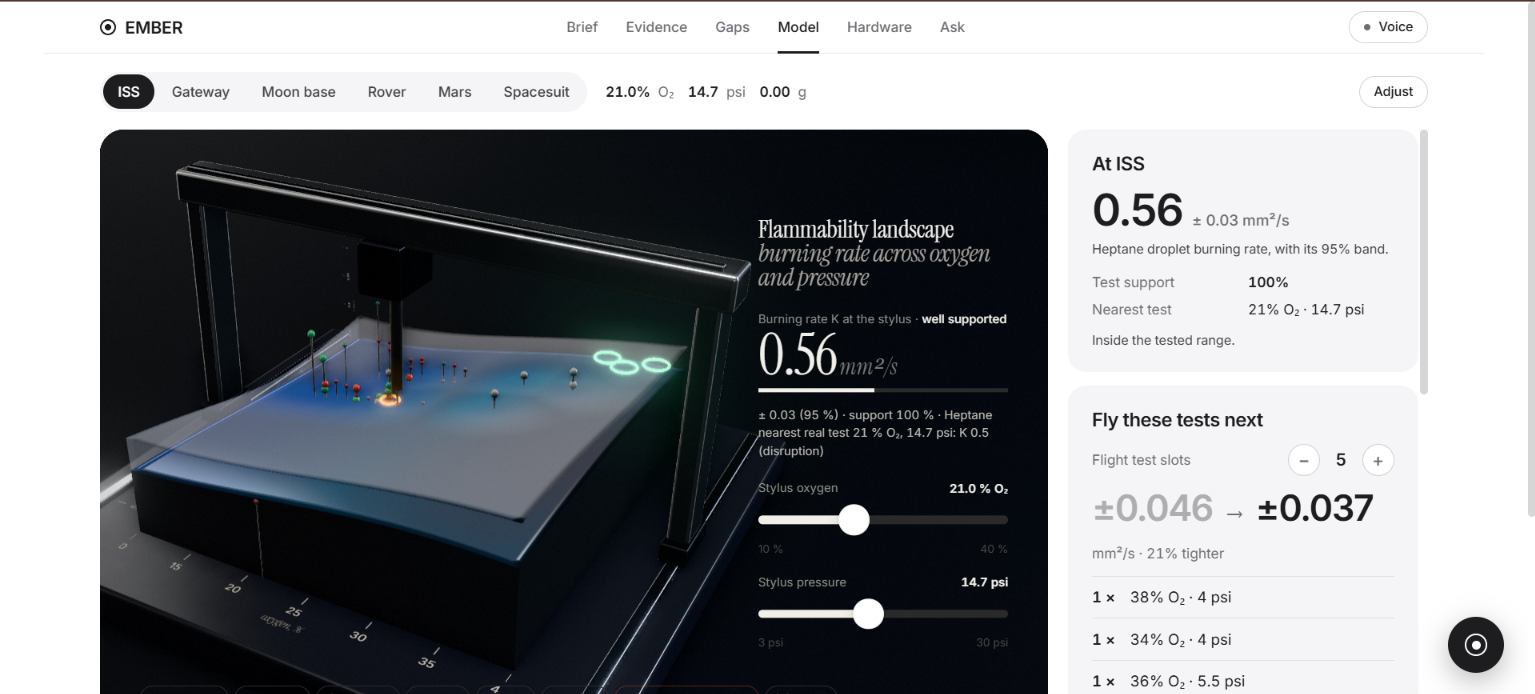 EMBER
Brief Evidence Gaps Model Hardware Ask
Voice
ISS Gateway Moon base Rover Mars Spacesuit
21.0% O₂ 14.7 psi 0.00 g
Adjust
Flammability landscape
burning rate across oxygen
and pressure
Burning rate K at the stylus · well supported
0.56 mm²/s
± 0.03 (95 %) · support 100 % · Heptane
nearest real test 21 % O₂, 14.7 psi: K 0.5
(disruption)
Stylus oxygen 21.0 % O₂
10 % 40 %
Stylus pressure 14.7 psi
3 psi 30 psi
0
15
20
25
30
35
4
At ISS
0.56 ± 0.03 mm²/s
Heptane droplet burning rate, with its 95% band.
Test support 100%
Nearest test 21% O₂ · 14.7 psi
Inside the tested range.
Fly these tests next
Flight test slots − 5 +
±0.046 → ±0.037
mm²/s · 21% tighter
1 × 38% O₂ · 4 psi
1 × 34% O₂ · 4 psi
1 × 36% O₂ · 5.5 psi